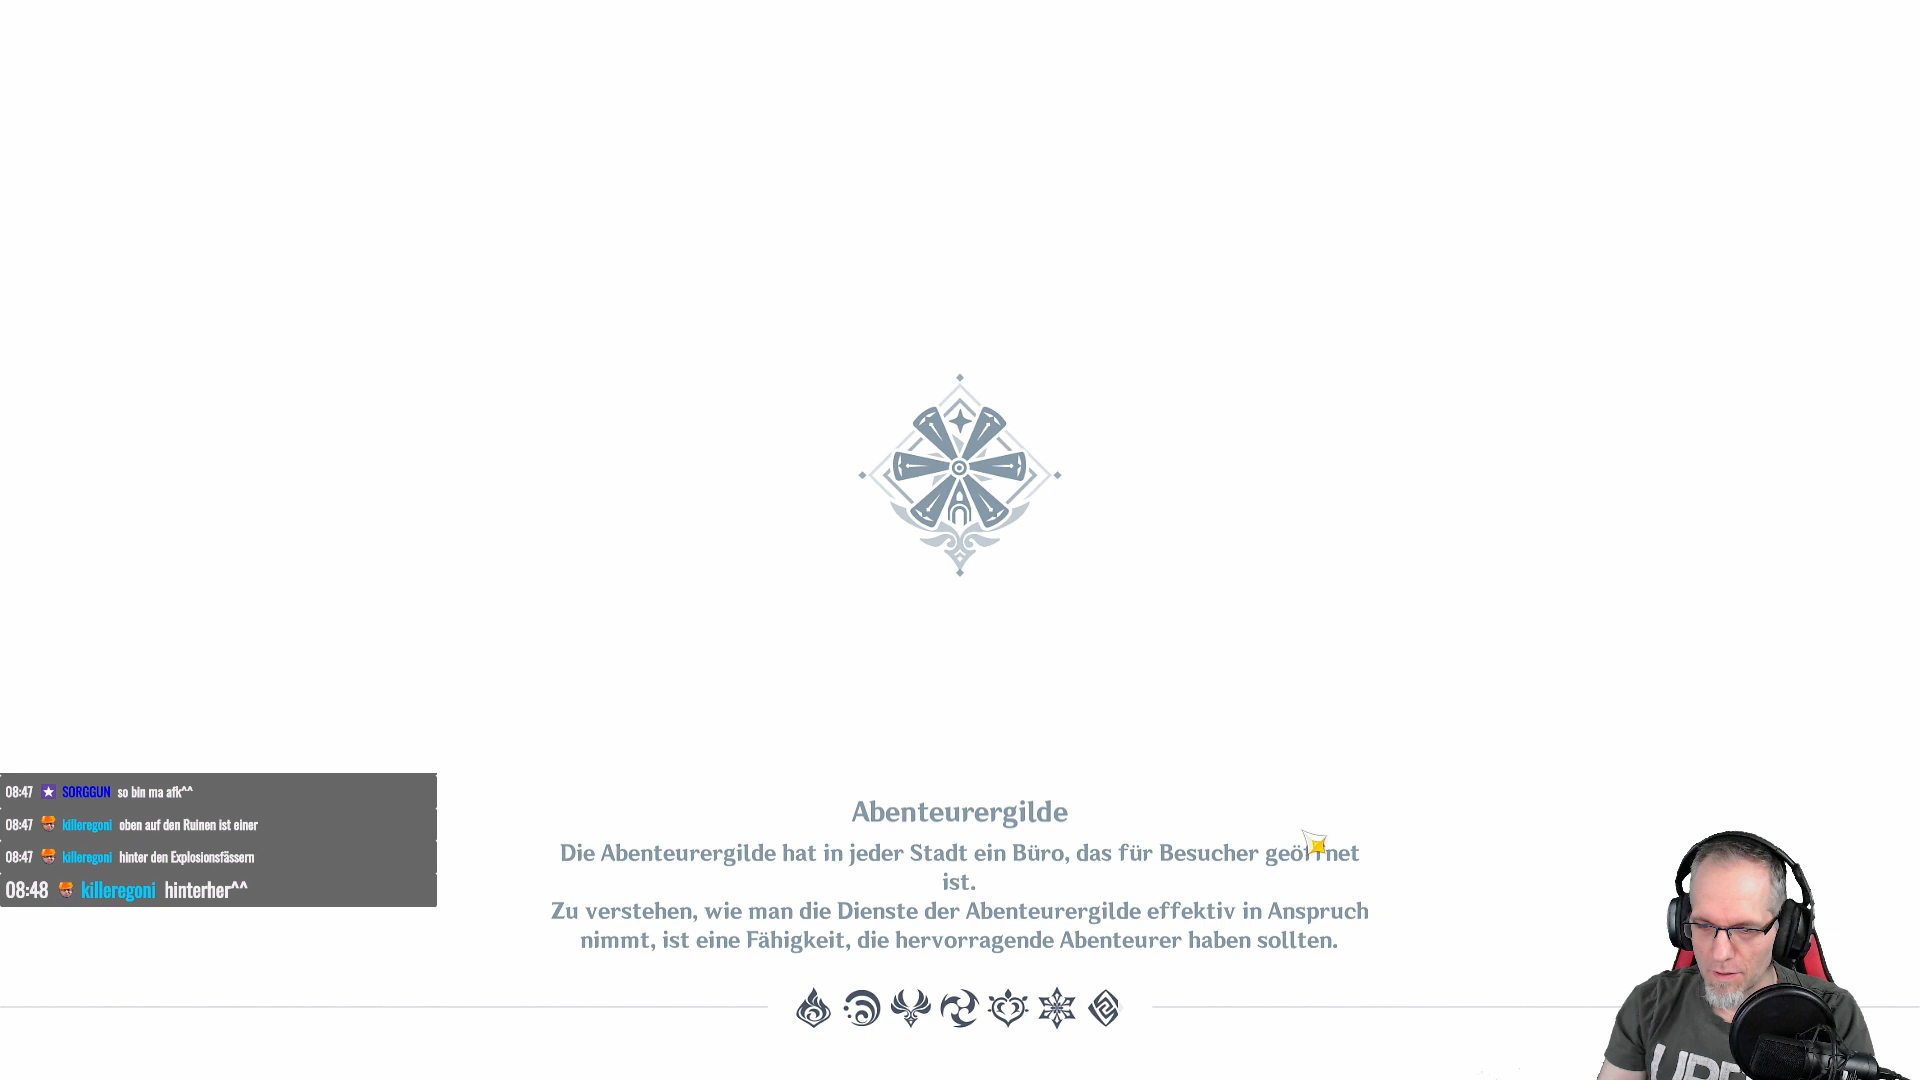 08:47 SORGGUN so bin ma afk^^
08:47 killeregoni oben auf den Ruinen ist einer
08:47 killeregoni hinter den Explosionsfässern
08:48 killeregoni hinterher^^
Abenteurergilde
Die Abenteurergilde hat in jeder Stadt ein Büro, das für Besucher geöffnet
ist.
Zu verstehen, wie man die Dienste der Abenteurergilde effektiv in Anspruch
nimmt, ist eine Fähigkeit, die hervorragende Abenteurer haben sollten.